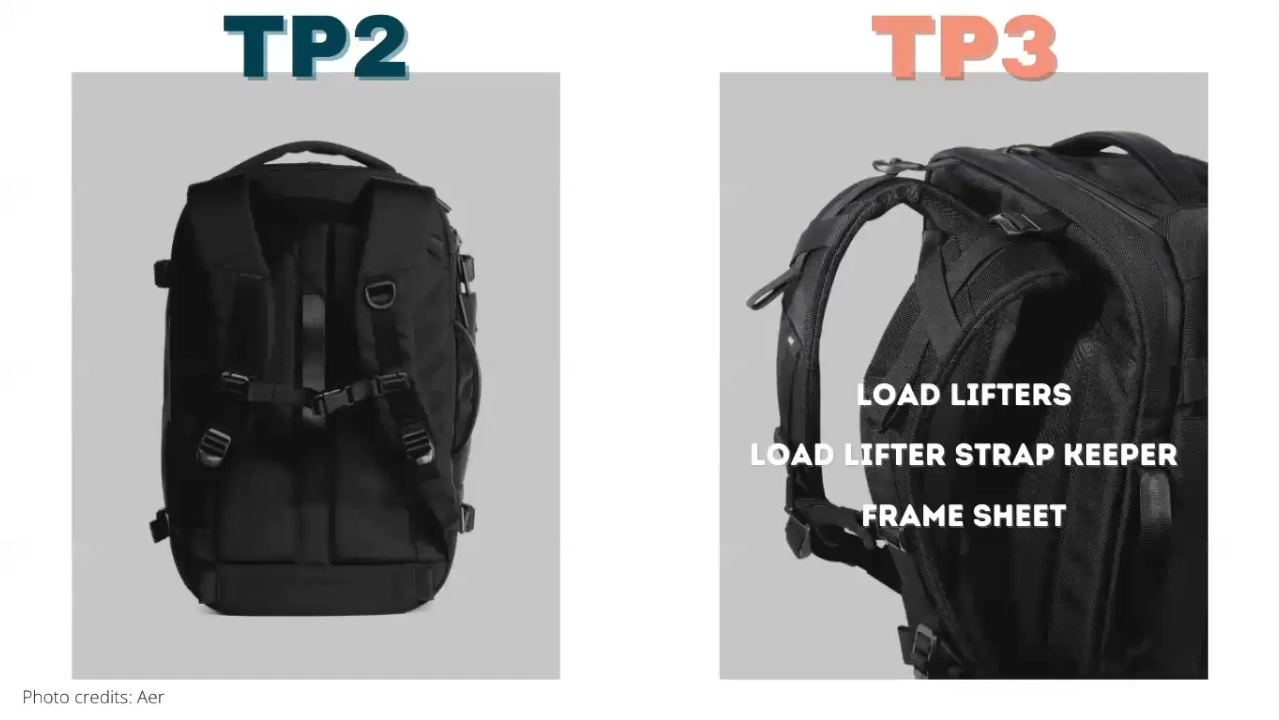 TP2
TP3
LOAD LIFTERS
LOAD LIFTER STRAP KEEPER
FRAME SHEET
Photo credits: Aer